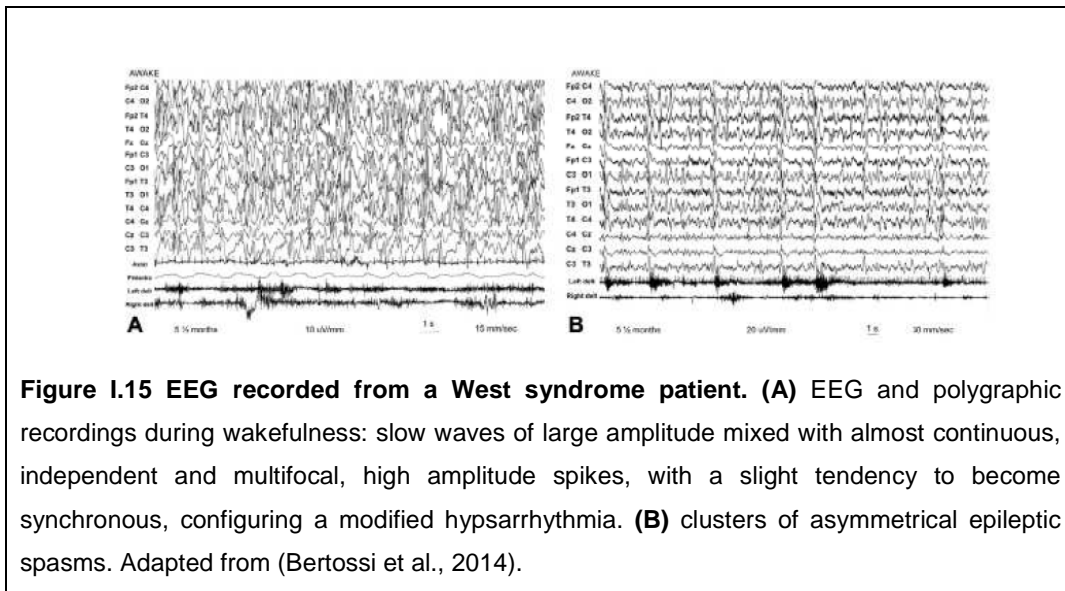 AWAKE
Fp2 C4
C4 O2
Fp2 T4
T4 O2
Fz Cz
Fp1 C3
C3 O1
Fp1 T3
T3 O1
T4 C4
C4 Cz
Cz C3
C3 T3
Left delt
Right delt
A
5 ½ months
10 uV/mm
1 s
15 mm/sec
AWAKE
Fp2 C4
C4 O2
Fp2 T4
T4 O2
Fz Cz
Fp1 C3
C3 O1
Fp1 T3
T3 O1
T4 C4
C4 Cz
Cz C3
C3 T3
Left delt
Right delt
B
5 ½ months
20 uV/mm
1 s
mm/sec
Figure I.15 EEG recorded from a West syndrome patient. (A) EEG and polygraphic
recordings during wakefulness: slow waves of large amplitude mixed with almost continuous,
independent and multifocal, high amplitude spikes, with a slight tendency to become
synchronous, configuring a modified hypsarrhythmia. (B) clusters of asymmetrical epileptic
spasms. Adapted from (Bertossi et al., 2014).